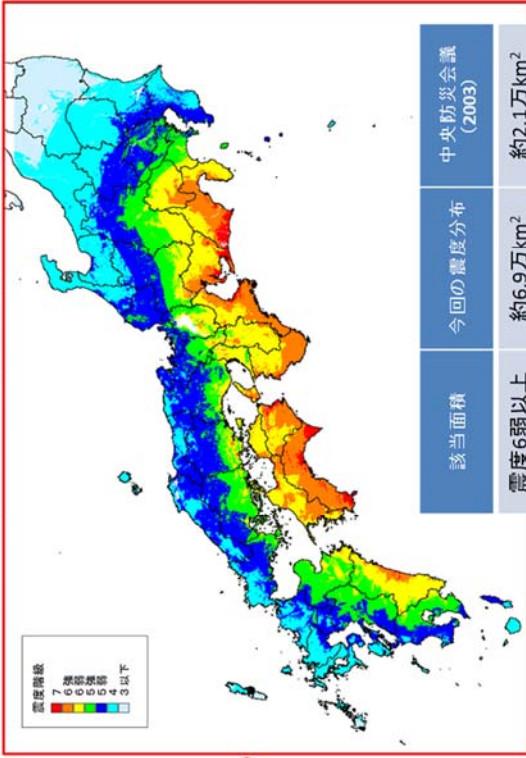 震度階級
7
6強
6弱
5強
5弱
4
3以下
該当面積
今回の震度分布
中央防災会議
(2003)
震度6弱以上
約6.9万km²
約2.1万km²